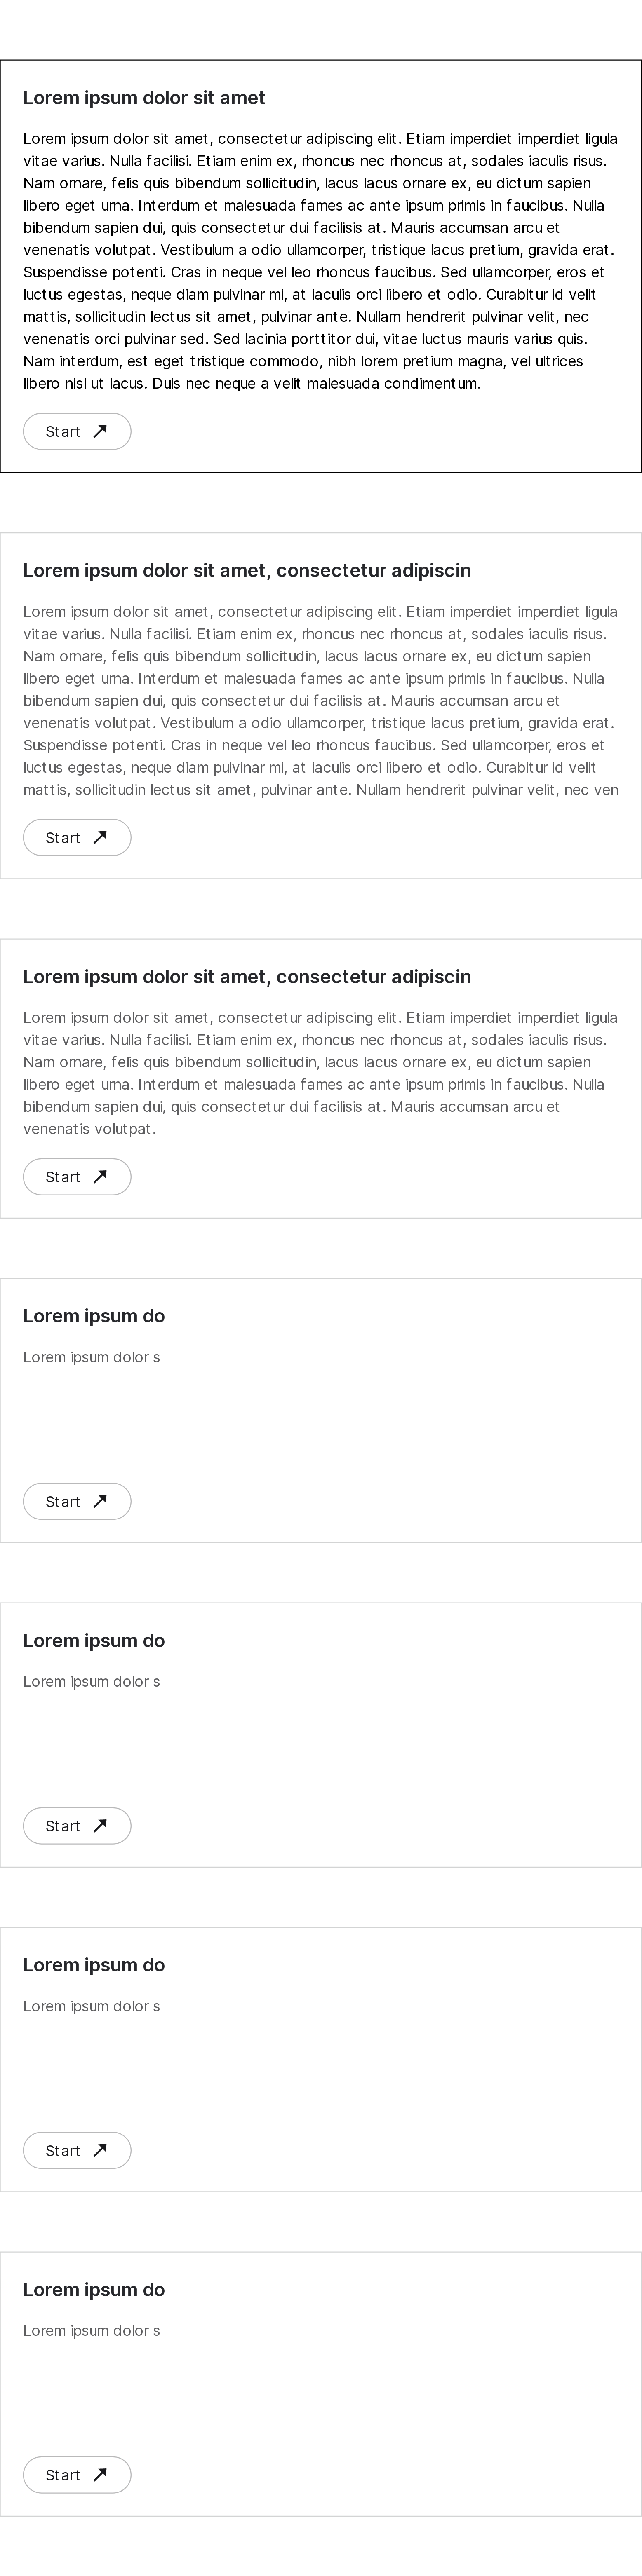 Lorem ipsum dolor sit amet
Lorem ipsum dolor sit amet, consectetur adipiscing elit. Etiam imperdiet imperdiet ligula
vitae varius. Nulla facilisi. Etiam enim ex, rhoncus nec rhoncus at, sodales iaculis risus.
Nam ornare, felis quis bibendum sollicitudin, lacus lacus ornare ex, eu dictum sapien
libero eget urna. Interdum et malesuada fames ac ante ipsum primis in faucibus. Nulla
bibendum sapien dui, quis consectetur dui facilisis at. Mauris accumsan arcu et
venenatis volutpat. Vestibulum a odio ullamcorper, tristique lacus pretium, gravida erat.
Suspendisse potenti. Cras in neque vel leo rhoncus faucibus. Sed ullamcorper, eros et
luctus egestas, neque diam pulvinar mi, at iaculis orci libero et odio. Curabitur id velit
mattis, sollicitudin lectus sit amet, pulvinar ante. Nullam hendrerit pulvinar velit, nec
venenatis orci pulvinar sed. Sed lacinia porttitor dui, vitae luctus mauris varius quis.
Nam interdum, est eget tristique commodo, nibh lorem pretium magna, vel ultrices
libero nisl ut lacus. Duis nec neque a velit malesuada condimentum.
Start
Lorem ipsum dolor sit amet, consectetur adipiscin
Lorem ipsum dolor sit amet, consectetur adipiscing elit. Etiam imperdiet imperdiet ligula
vitae varius. Nulla facilisi. Etiam enim ex, rhoncus nec rhoncus at, sodales iaculis risus.
Nam ornare, felis quis bibendum sollicitudin, lacus lacus ornare ex, eu dictum sapien
libero eget urna. Interdum et malesuada fames ac ante ipsum primis in faucibus. Nulla
bibendum sapien dui, quis consectetur dui facilisis at. Mauris accumsan arcu et
venenatis volutpat. Vestibulum a odio ullamcorper, tristique lacus pretium, gravida erat.
Suspendisse potenti. Cras in neque vel leo rhoncus faucibus. Sed ullamcorper, eros et
luctus egestas, neque diam pulvinar mi, at iaculis orci libero et odio. Curabitur id velit
mattis, sollicitudin lectus sit amet, pulvinar ante. Nullam hendrerit pulvinar velit, nec ven
Start
Lorem ipsum dolor sit amet, consectetur adipiscin
Lorem ipsum dolor sit amet, consectetur adipiscing elit. Etiam imperdiet imperdiet ligula
vitae varius. Nulla facilisi. Etiam enim ex, rhoncus nec rhoncus at, sodales iaculis risus.
Nam ornare, felis quis bibendum sollicitudin, lacus lacus ornare ex, eu dictum sapien
libero eget urna. Interdum et malesuada fames ac ante ipsum primis in faucibus. Nulla
bibendum sapien dui, quis consectetur dui facilisis at. Mauris accumsan arcu et
venenatis volutpat.
Start
Lorem ipsum do
Lorem ipsum dolor s
Start
Lorem ipsum do
Lorem ipsum dolor s
Start
Lorem ipsum do
Lorem ipsum dolor s
Start
Lorem ipsum do
Lorem ipsum dolor s
Start